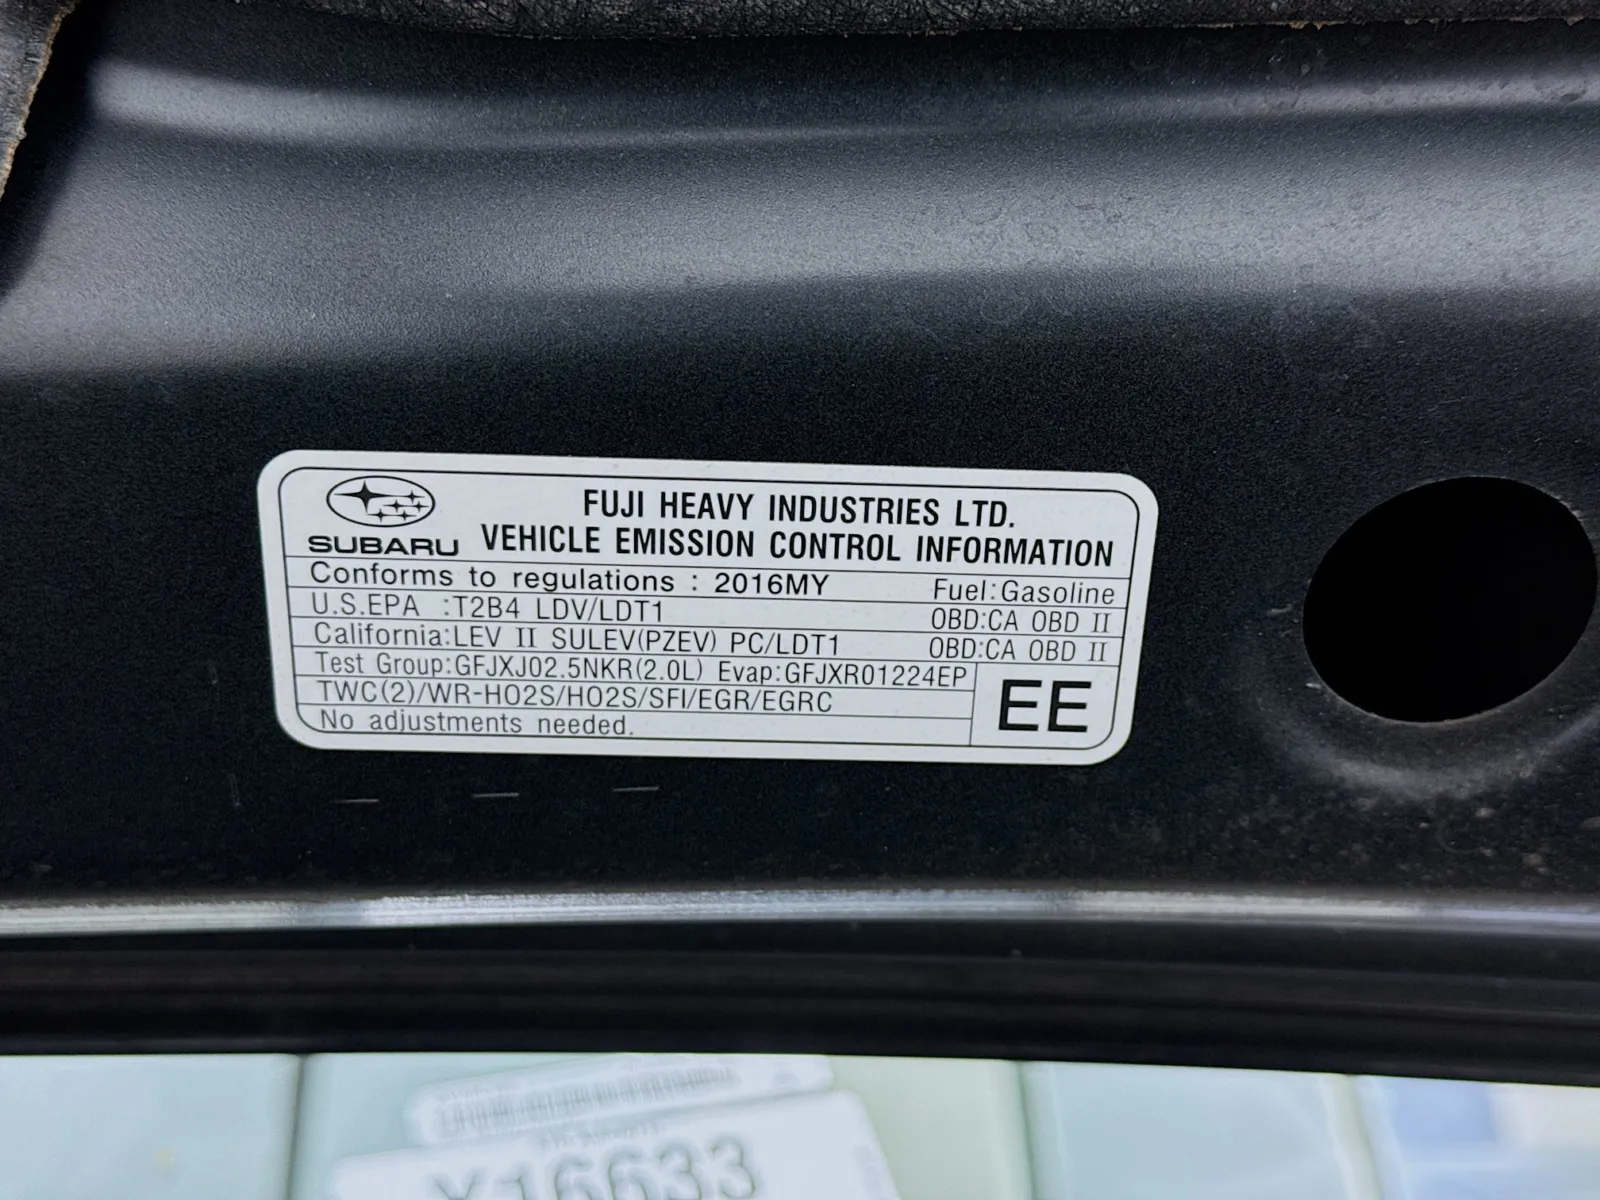 SUBARU
FUJI HEAVY INDUSTRIES LTD.
VEHICLE EMISSION CONTROL INFORMATION
Conforms to regulations : 2016MY Fuel:Gasoline
U.S.EPA :T2B4 LDV/LDT1 OBD:CA OBD II
California:LEV II SULEV(PZEV) PC/LDT1 OBD:CA OBD II
Test Group:GFJXJ02.5NKR(2.0L) Evap:GFJXR01224EP
TWC(2)/WR-HO2S/HO2S/SFI/EGR/EGRC
No adjustments needed.
EE
X16633